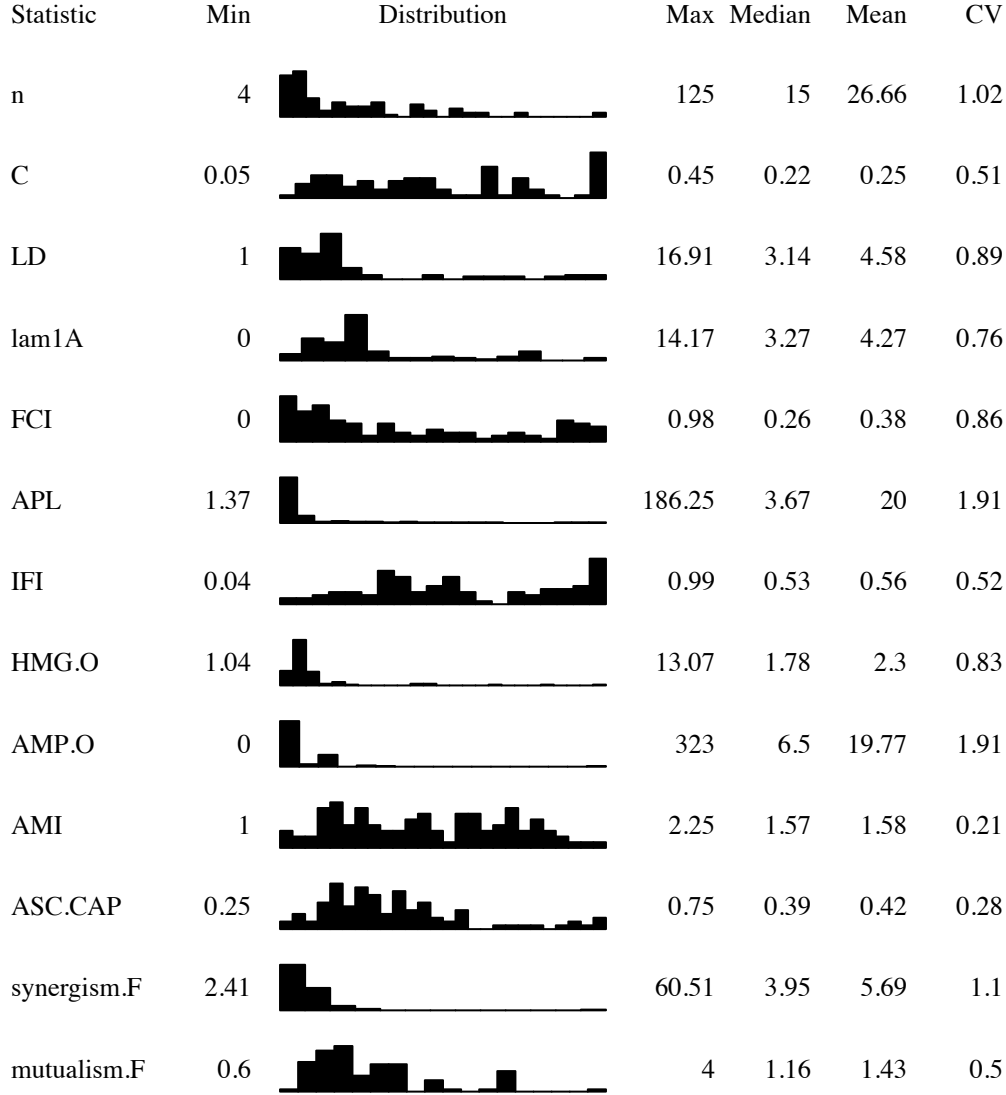 Statistic Min Distribution Max Median Mean CV
n 4 125 15 26.66 1.02
C 0.05 0.45 0.22 0.25 0.51
LD 1 16.91 3.14 4.58 0.89
lam1A 0 14.17 3.27 4.27 0.76
FCI 0 0.98 0.26 0.38 0.86
APL 1.37 186.25 3.67 20 1.91
IFI 0.04 0.99 0.53 0.56 0.52
HMG.O 1.04 13.07 1.78 2.3 0.83
AMP.O 0 323 6.5 19.77 1.91
AMI 1 2.25 1.57 1.58 0.21
ASC.CAP 0.25 0.75 0.39 0.42 0.28
synergism.F 2.41 60.51 3.95 5.69 1.1
mutualism.F 0.6 4 1.16 1.43 0.5